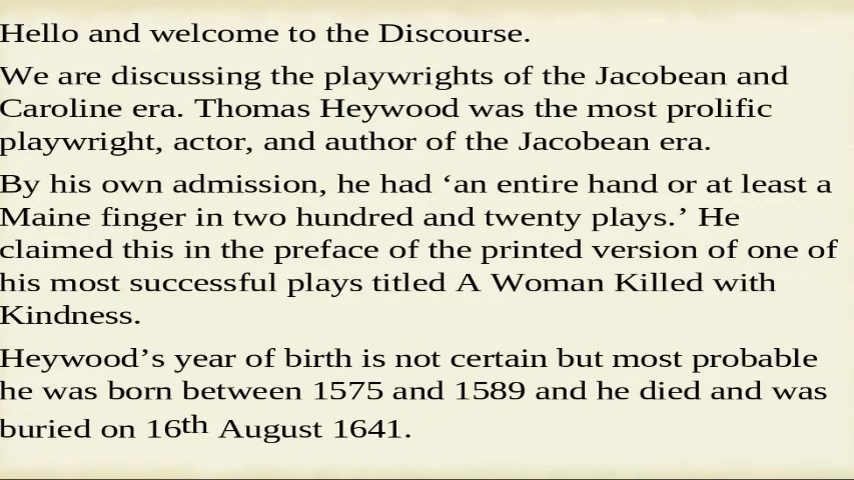 Hello and welcome to the Discourse.
We are discussing the playwrights of the Jacobean and
Caroline era. Thomas Heywood was the most prolific
playwright, actor, and author of the Jacobean era.
By his own admission, he had ‘an entire hand or at least a
Maine finger in two hundred and twenty plays.’ He
claimed this in the preface of the printed version of one of
his most successful plays titled A Woman Killed with
Kindness.
Heywood’s year of birth is not certain but most probable
he was born between 1575 and 1589 and he died and was
buried on 16th August 1641.